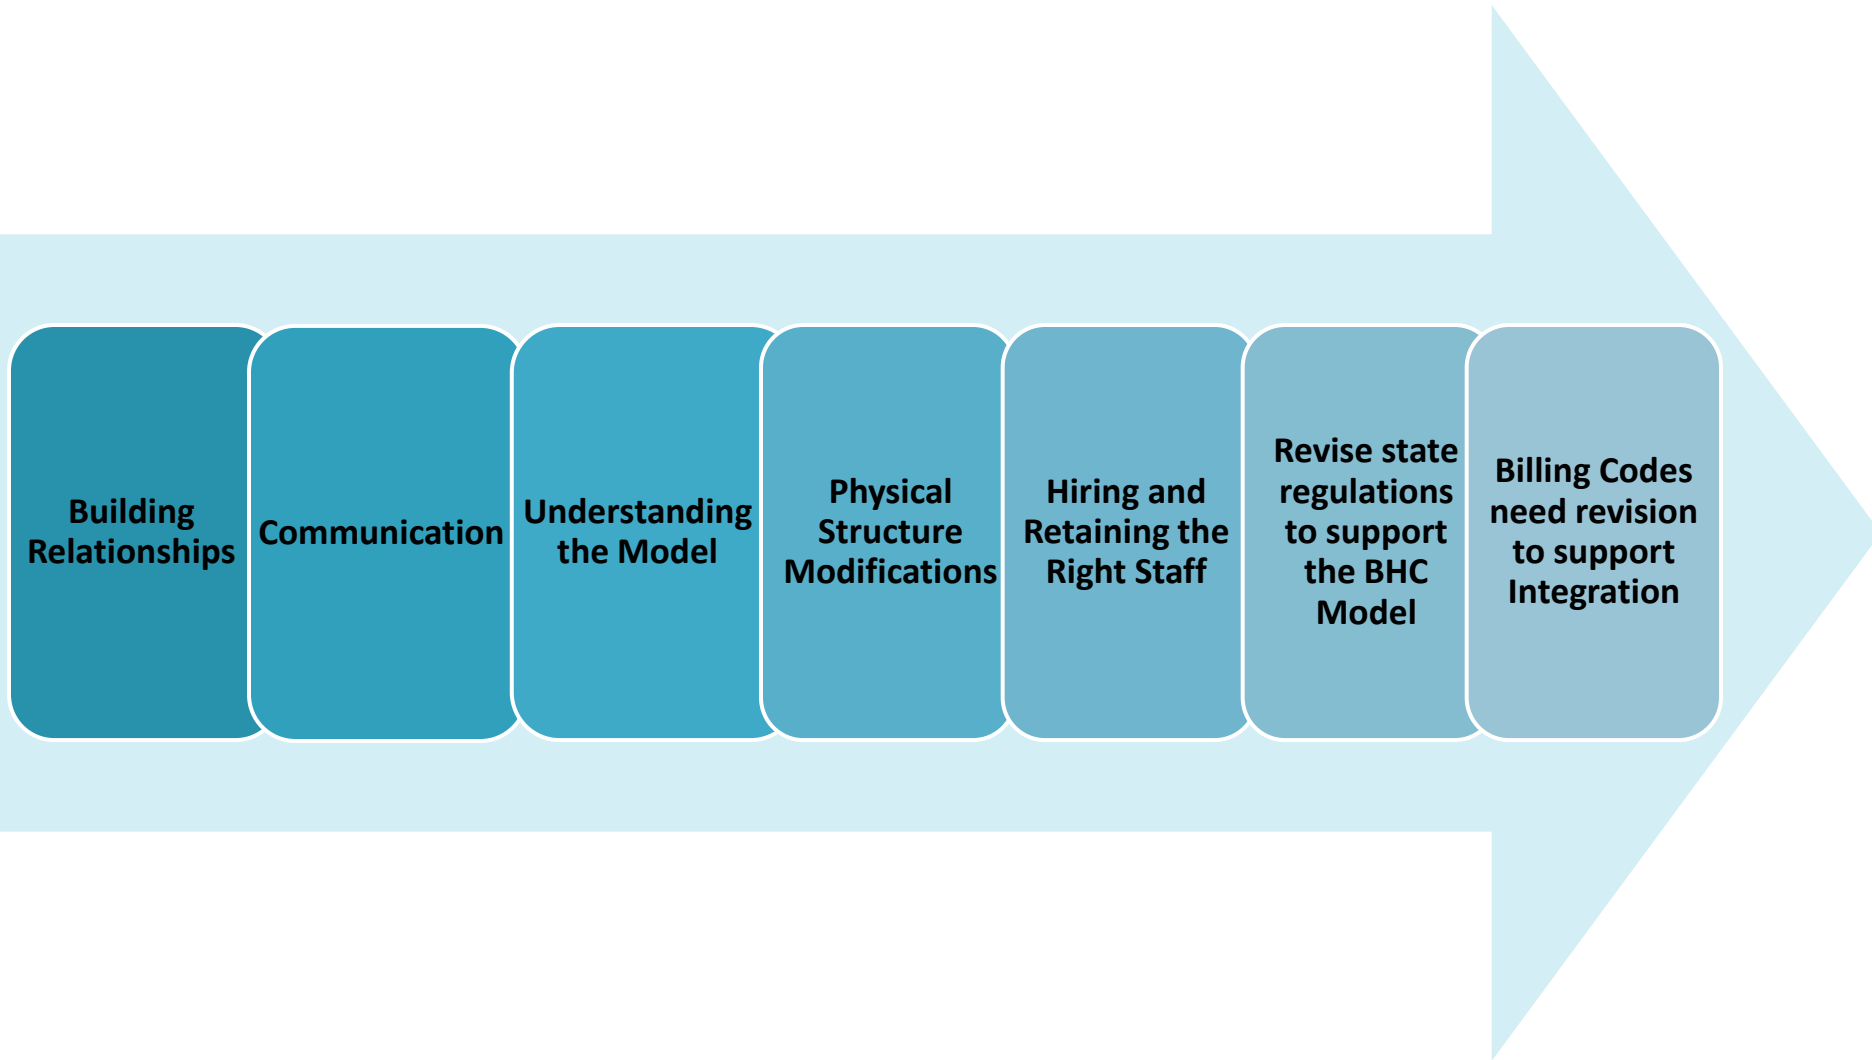 Building
Relationships
Communication
Understanding
the Model
Physical
Structure
Modifications
Hiring and
Retaining the
Right Staff
Revise state
regulations
to support
the BHC
Model
Billing Codes
need revision
to support
Integration